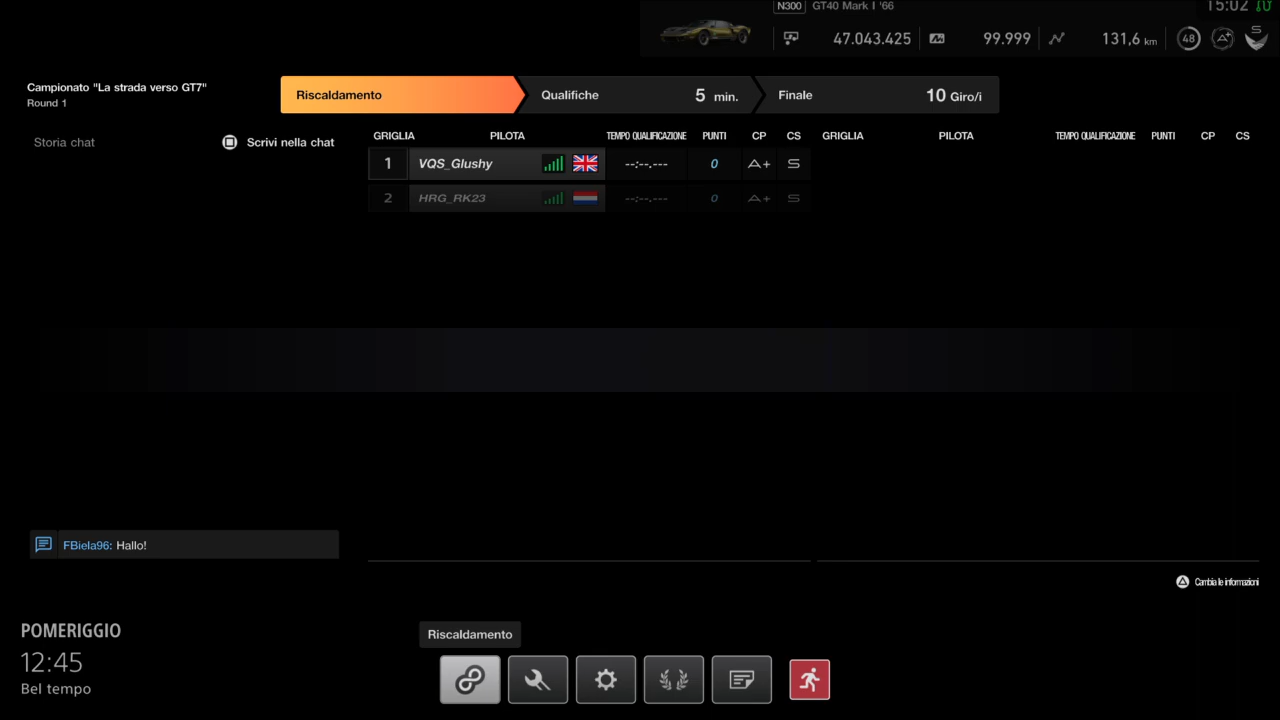 N300 GT40 Mark I '66
15:02
47.043.425 99.999 131,6 km 48 A+ S
Campionato "La strada verso GT7"
Round 1
Riscaldamento Qualifiche 5 min. Finale 10 Giro/i
Storia chat Scrivi nella chat
GRIGLIA PILOTA TEMPO QUALIFICAZIONE PUNTI CP CS GRIGLIA PILOTA TEMPO QUALIFICAZIONE PUNTI CP CS
1 VQS_Glushy --:--.--- 0 A+ S
2 HRG_RK23 --:--.--- 0 A+ S
FBiela96: Hallo!
Cambia le informazioni
POMERIGGIO
12:45
Bel tempo
Riscaldamento